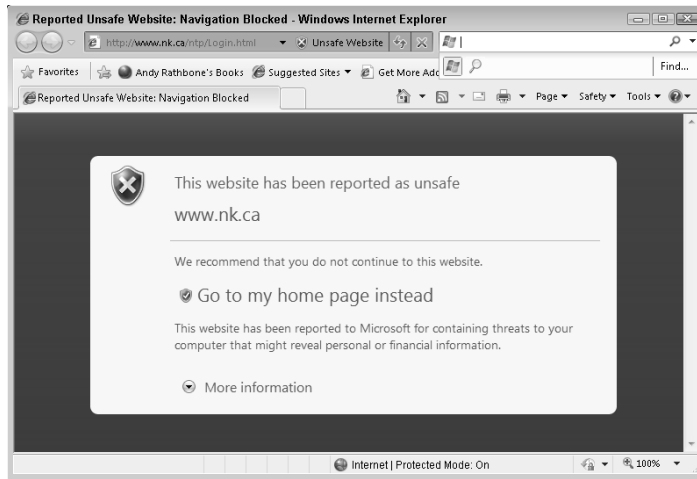 Reported Unsafe Website: Navigation Blocked - Windows Internet Explorer
http://www.nk.ca/ntp/Login.html Unsafe Website
Find...
Favorites Andy Rathbone's Books Suggested Sites Get More Add
Reported Unsafe Website: Navigation Blocked Page Safety Tools
This website has been reported as unsafe
www.nk.ca
We recommend that you do not continue to this website.
Go to my home page instead
This website has been reported to Microsoft for containing threats to your
computer that might reveal personal or financial information.
More information
Internet | Protected Mode: On 100%